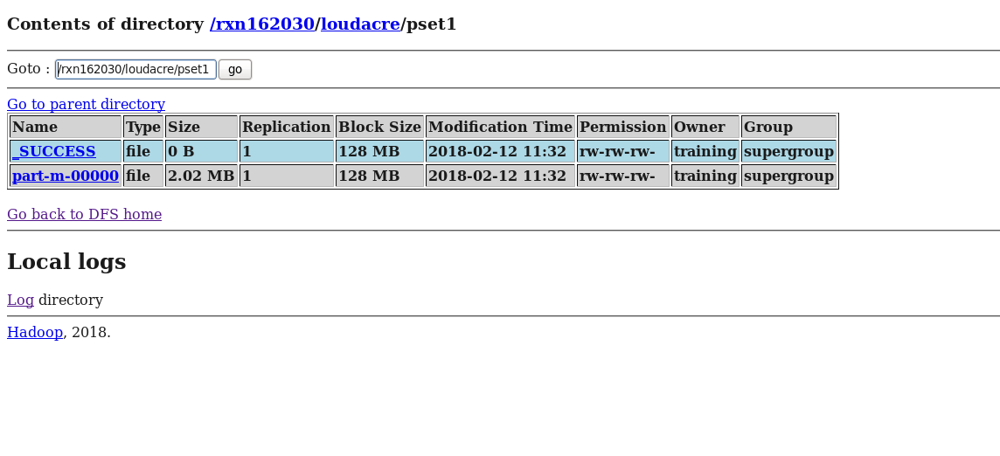 Contents of directory /rxn162030/loudacre/pset1
Goto : /rxn162030/loudacre/pset1 go
Go to parent directory
Name Type Size Replication Block Size Modification Time Permission Owner Group
_SUCCESS file 0 B 1 128 MB 2018-02-12 11:32 rw-rw-rw- training supergroup
part-m-00000 file 2.02 MB 1 128 MB 2018-02-12 11:32 rw-rw-rw- training supergroup
Go back to DFS home
Local logs
Log directory
Hadoop, 2018.